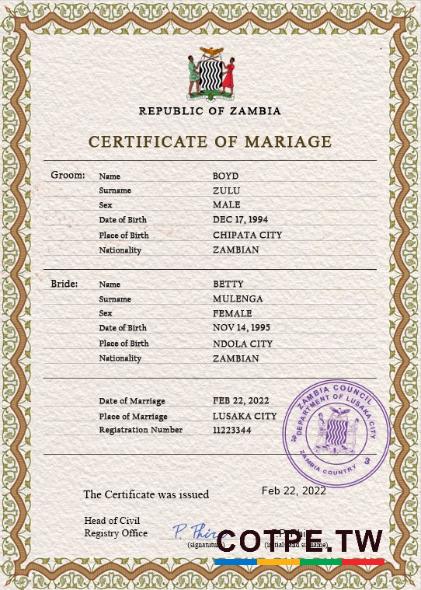 REPUBLIC OF ZAMBIA
CERTIFICATE OF MARIAGE
Groom: Name BOYD
Surname ZULU
Sex MALE
Date of Birth DEC 17, 1994
Place of Birth CHIPATA CITY
Nationality ZAMBIAN
Bride: Name BETTY
Surname MULENGA
Sex FEMALE
Date of Birth NOV 14, 1995
Place of Birth NDOLA CITY
Nationality ZAMBIAN
Date of Marriage FEB 22, 2022
Place of Marriage LUSAKA CITY
Registration Number 11223344
ZAMBIA COUNCIL
DEPARTMENT OF LUSAKA CITY
ZAMBIA COUNTRY
The Certificate was issued Feb 22, 2022
Head of Civil
Registry Office
COTPE.TW